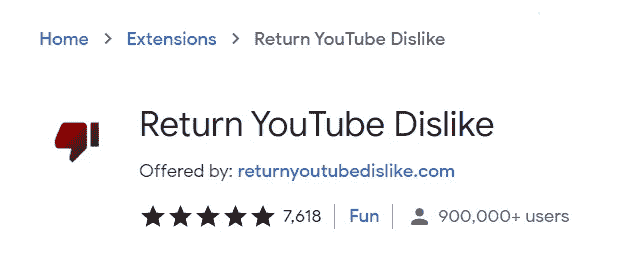 Home > Extensions > Return YouTube Dislike
Return YouTube Dislike
Offered by: returnyoutubedislike.com
7,618 Fun 900,000+ users